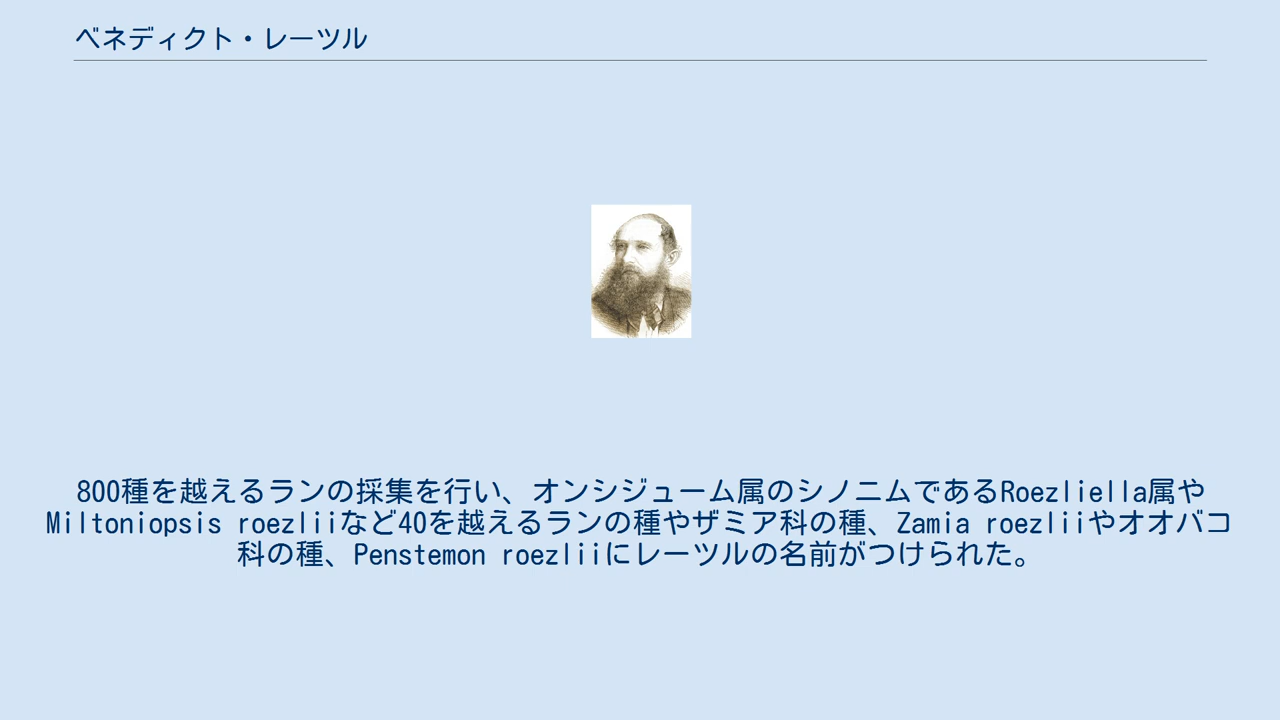 ベネディクト・レーツル
800種を越えるランの採集を行い、オンシジューム属のシノニムであるRoezliella属や
Miltoniopsis roezliiなど40を越えるランの種やザミア科の種、Zamia roezliiやオオバコ
科の種、Penstemon roezliiにレーツルの名前がつけられた。